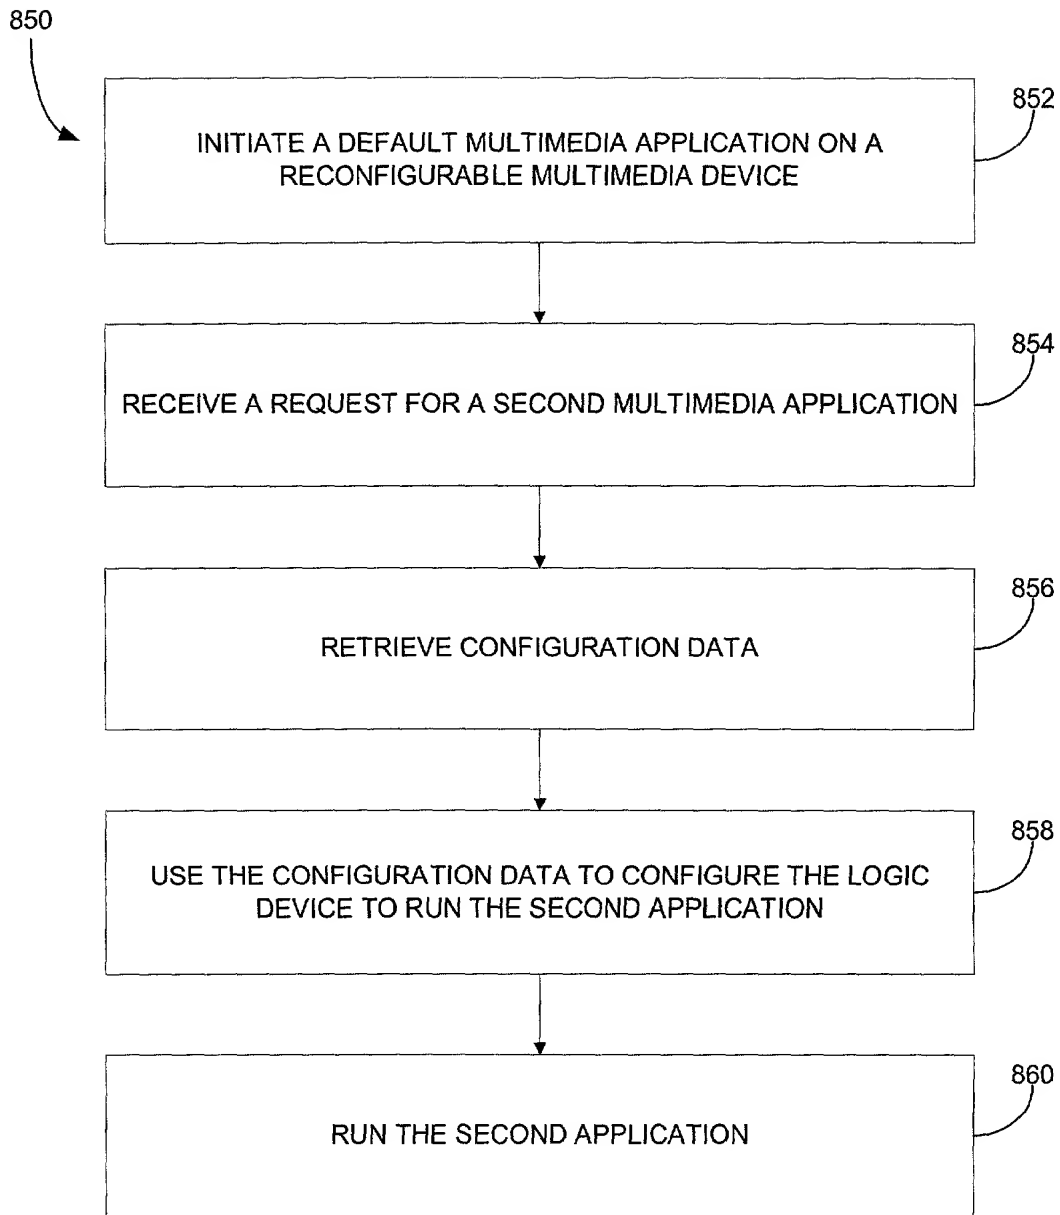 850
852
INITIATE A DEFAULT MULTIMEDIA APPLICATION ON A
RECONFIGURABLE MULTIMEDIA DEVICE
854
RECEIVE A REQUEST FOR A SECOND MULTIMEDIA APPLICATION
856
RETRIEVE CONFIGURATION DATA
858
USE THE CONFIGURATION DATA TO CONFIGURE THE LOGIC
DEVICE TO RUN THE SECOND APPLICATION
860
RUN THE SECOND APPLICATION